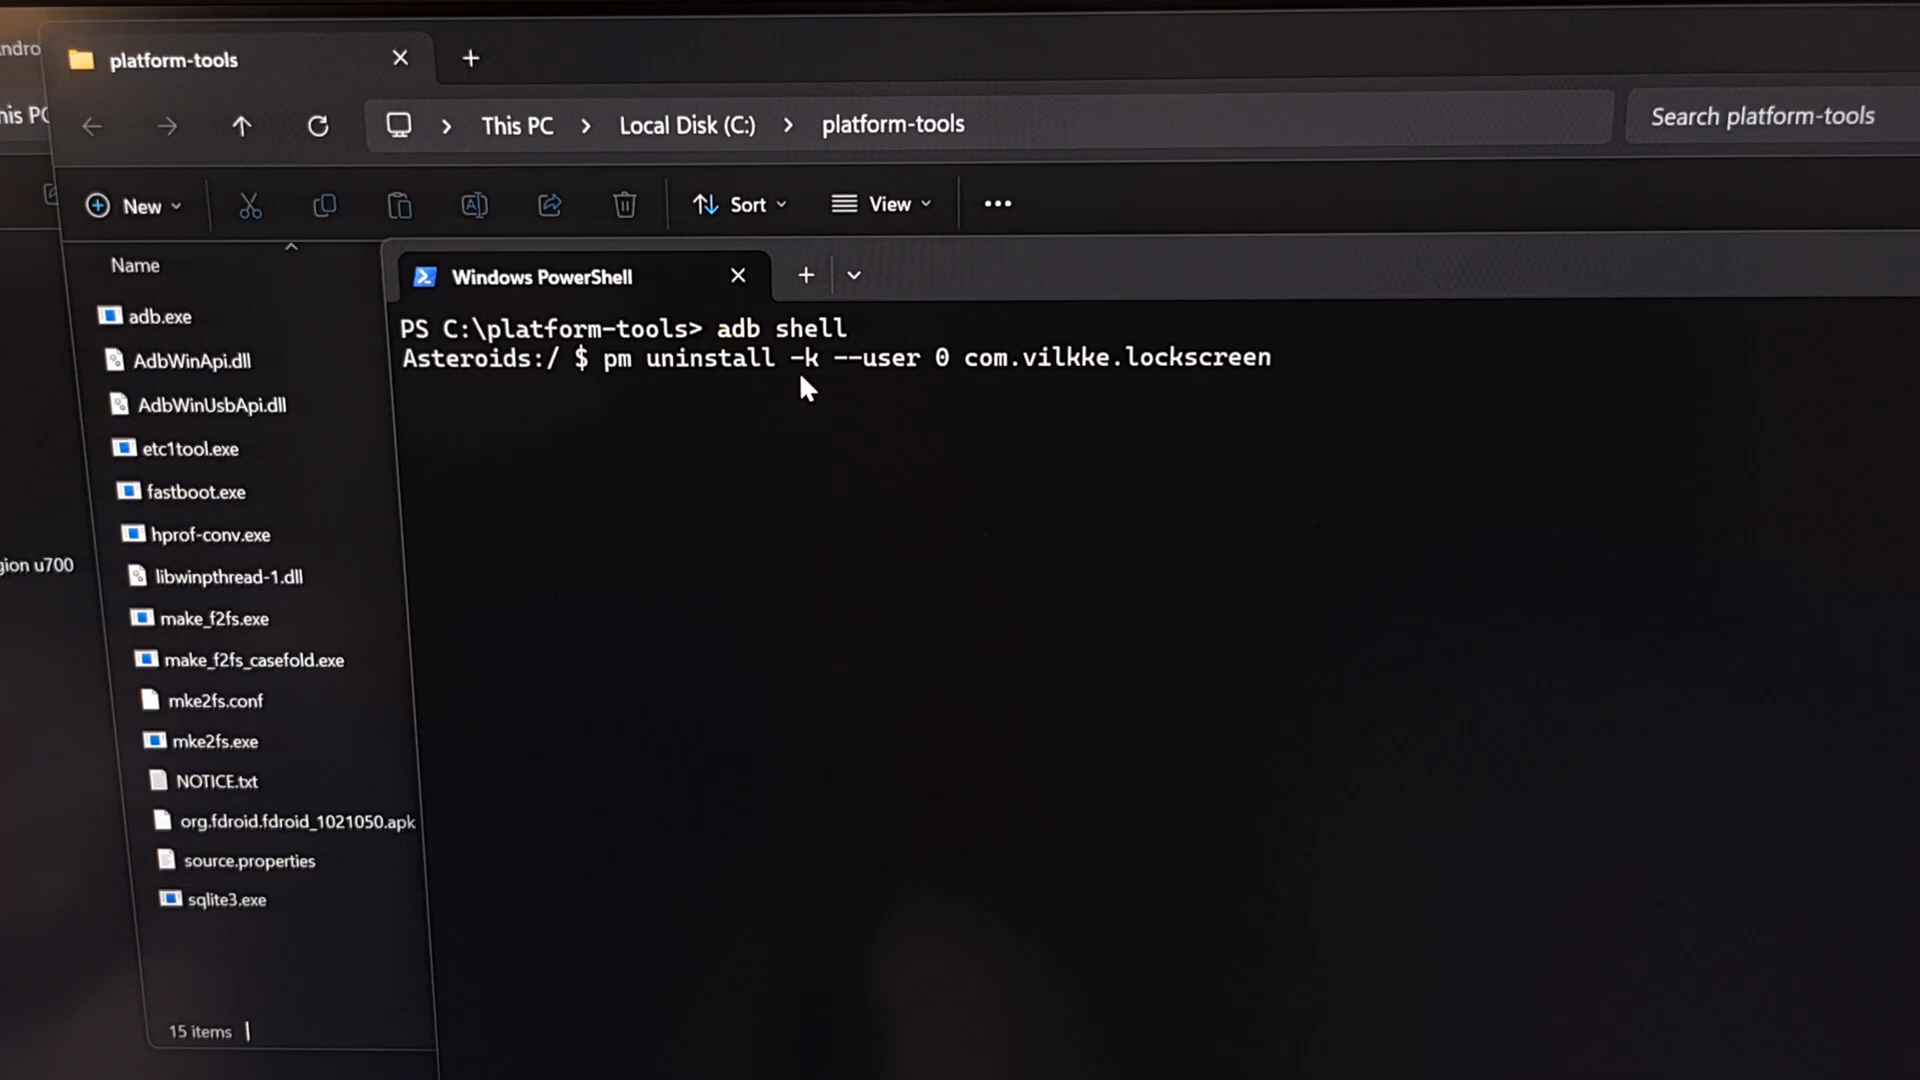 ndro
platform-tools
his PC
This PC
Local Disk (C:)
platform-tools
Search platform-tools
New
Sort
View
Name
Windows PowerShell
PS C:\platform-tools> adb shell
Asteroids:/ $ pm uninstall -k --user 0 com.vilkke.lockscreen
adb.exe
AdbWinApi.dll
AdbWinUsbApi.dll
etc1tool.exe
fastboot.exe
hprof-conv.exe
gion u700
libwinpthread-1.dll
make_f2fs.exe
make_f2fs_casefold.exe
mke2fs.conf
mke2fs.exe
NOTICE.txt
org.fdroid.fdroid_1021050.apk
source.properties
sqlite3.exe
15 items